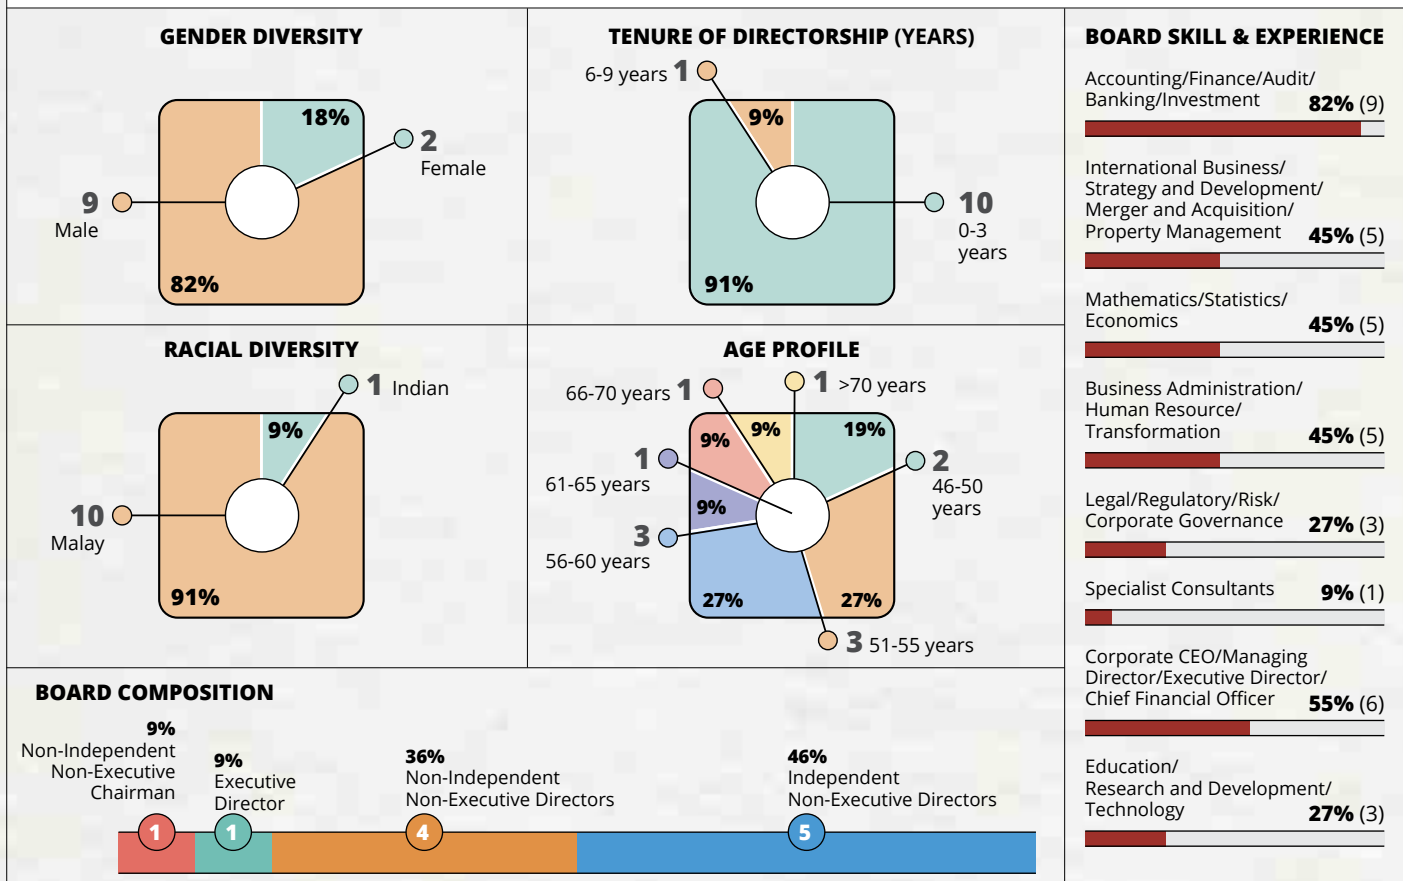 GENDER DIVERSITY
18%
2
Female
9
Male
82%
TENURE OF DIRECTORSHIP (YEARS)
6-9 years 1
9%
10
0-3
years
91%
RACIAL DIVERSITY
1 Indian
9%
10
Malay
91%
AGE PROFILE
66-70 years 1
1 >70 years
9%
9%
19%
1
61-65 years
2
46-50
years
9%
3
56-60 years
27%
27%
3 51-55 years
BOARD COMPOSITION
9%
Non-Independent
Non-Executive
Chairman
9%
Executive
Director
36%
Non-Independent
Non-Executive Directors
46%
Independent
Non-Executive Directors
1
1
4
5
BOARD SKILL & EXPERIENCE
Accounting/Finance/Audit/
Banking/Investment 82% (9)
International Business/
Strategy and Development/
Merger and Acquisition/
Property Management 45% (5)
Mathematics/Statistics/
Economics 45% (5)
Business Administration/
Human Resource/
Transformation 45% (5)
Legal/Regulatory/Risk/
Corporate Governance 27% (3)
Specialist Consultants 9% (1)
Corporate CEO/Managing
Director/Executive Director/
Chief Financial Officer 55% (6)
Education/
Research and Development/
Technology 27% (3)